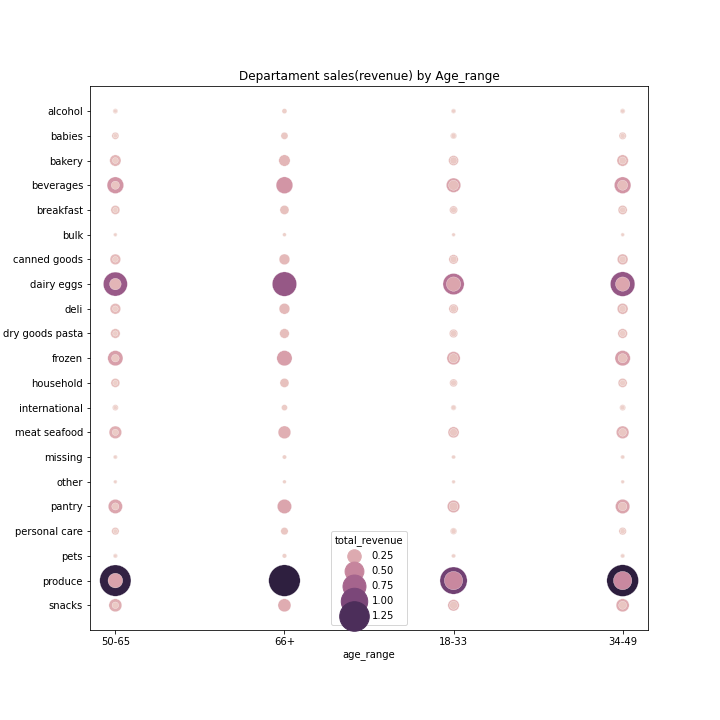 Departament sales(revenue) by Age_range
alcohol
babies
bakery
beverages
breakfast
bulk
canned goods
dairy eggs
deli
dry goods pasta
frozen
household
international
meat seafood
missing
other
pantry
personal care
pets
produce
snacks
total_revenue
0.25
0.50
0.75
1.00
1.25
50-65 66+ 18-33 34-49
age_range